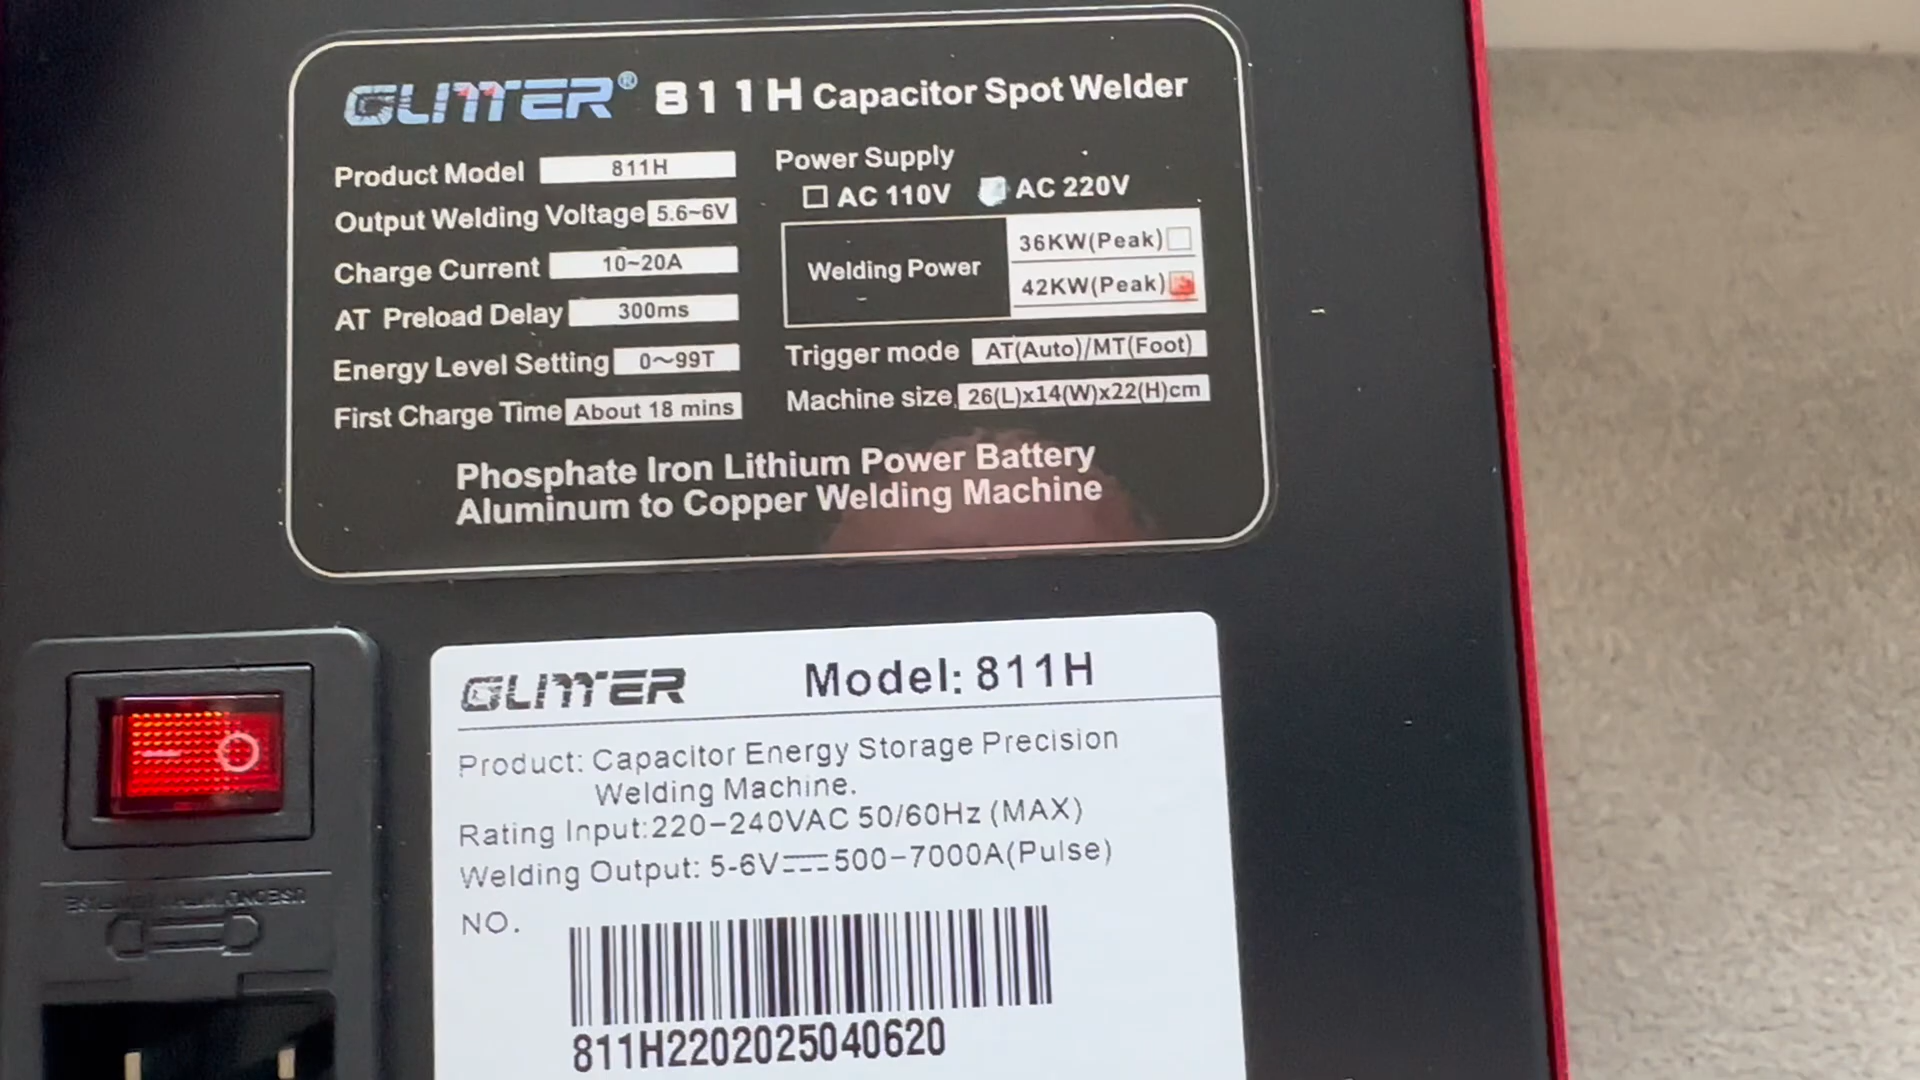 GLITTER® 811H Capacitor Spot Welder
Product Model 811H
Output Welding Voltage 5.6~6V
Charge Current 10~20A
AT Preload Delay 300ms
Energy Level Setting 0~99T
First Charge Time About 18 mins
Power Supply
AC 110V AC 220V
Welding Power
36KW(Peak)
42KW(Peak)
Trigger mode AT(Auto)/MT(Foot)
Machine size 26(L)x14(W)x22(H)cm
Phosphate Iron Lithium Power Battery
Aluminum to Copper Welding Machine
GLITTER Model: 811H
Product: Capacitor Energy Storage Precision
Welding Machine.
Rating Input:220-240VAC 50/60Hz (MAX)
Welding Output: 5-6V⎓500-7000A(Pulse)
NO.
811H2202025040620